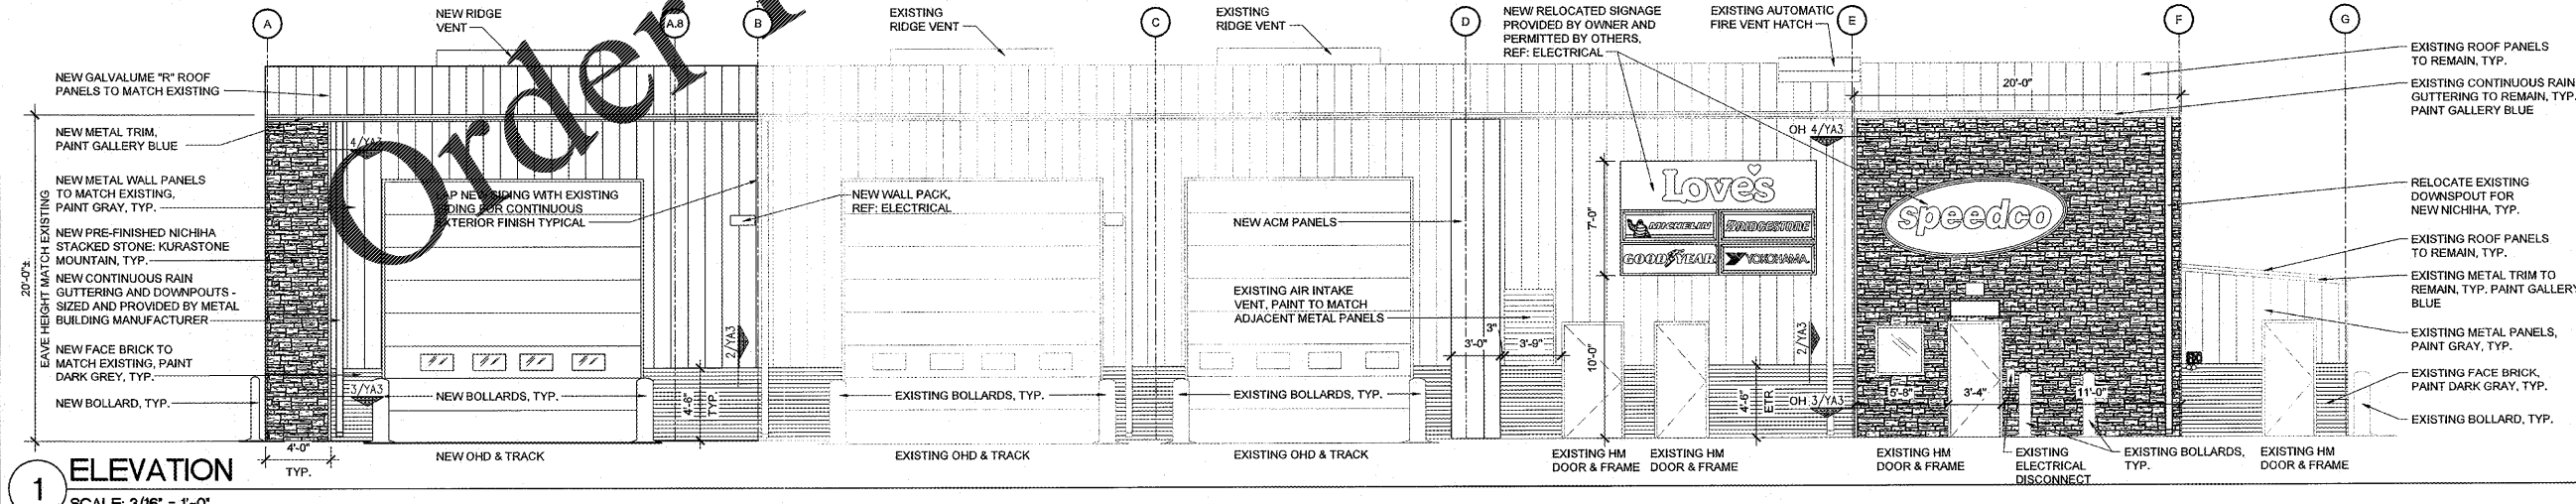 A
A.8
B
C
D
E
F
G
Order
NEW RIDGE
VENT
EXISTING
RIDGE VENT
EXISTING
RIDGE VENT
NEW/ RELOCATED SIGNAGE
PROVIDED BY OWNER AND
PERMITTED BY OTHERS,
REF: ELECTRICAL
EXISTING AUTOMATIC
FIRE VENT HATCH
NEW GALVALUME "R" ROOF
PANELS TO MATCH EXISTING
NEW METAL TRIM,
PAINT GALLERY BLUE
NEW METAL WALL PANELS
TO MATCH EXISTING,
PAINT GRAY, TYP.
NEW PRE-FINISHED NICHIHA
STACKED STONE: KURASTONE
MOUNTAIN, TYP.
NEW CONTINUOUS RAIN
GUTTERING AND DOWNPOUTS -
SIZED AND PROVIDED BY METAL
BUILDING MANUFACTURER
NEW FACE BRICK TO
MATCH EXISTING, PAINT
DARK GREY, TYP.
NEW BOLLARD, TYP.
20'-0"±
EAVE HEIGHT MATCH EXISTING
4/YA3
NEW SIDING WITH EXISTING
FOR CONTINUOUS
EXTERIOR FINISH TYPICAL
NEW WALL PACK,
REF: ELECTRICAL
3/YA3
NEW BOLLARDS, TYP.
4'-6"
TYP.
2/YA3
EXISTING BOLLARDS, TYP.
EXISTING BOLLARDS, TYP.
NEW ACM PANELS
EXISTING AIR INTAKE
VENT, PAINT TO MATCH
ADJACENT METAL PANELS
3"
3'-0"
3'-9"
7'-0"
10'-0"
Love's
MICHELIN
BRIDGESTONE
GOODYEAR
YOKOHAMA
OH 4/YA3
2/YA3
4'-6"
ETR
OH 3/YA3
20'-0"
speedco
5'-8"
3'-4"
11'-0"
EXISTING ROOF PANELS
TO REMAIN, TYP.
EXISTING CONTINUOUS RAIN
GUTTERING TO REMAIN, TYP.
PAINT GALLERY BLUE
RELOCATE EXISTING
DOWNSPOUT FOR
NEW NICHIHA, TYP.
EXISTING ROOF PANELS
TO REMAIN, TYP.
EXISTING METAL TRIM TO
REMAIN, TYP. PAINT GALLERY
BLUE
EXISTING METAL PANELS,
PAINT GRAY, TYP.
EXISTING FACE BRICK,
PAINT DARK GRAY, TYP.
EXISTING BOLLARD, TYP.
4'-0"
TYP.
NEW OHD & TRACK
EXISTING OHD & TRACK
EXISTING OHD & TRACK
EXISTING HM
DOOR & FRAME
EXISTING HM
DOOR & FRAME
EXISTING HM
DOOR & FRAME
EXISTING
ELECTRICAL
DISCONNECT
EXISTING BOLLARDS,
TYP.
EXISTING HM
DOOR & FRAME
1
ELEVATION
SCALE: 3/16" = 1'-0"